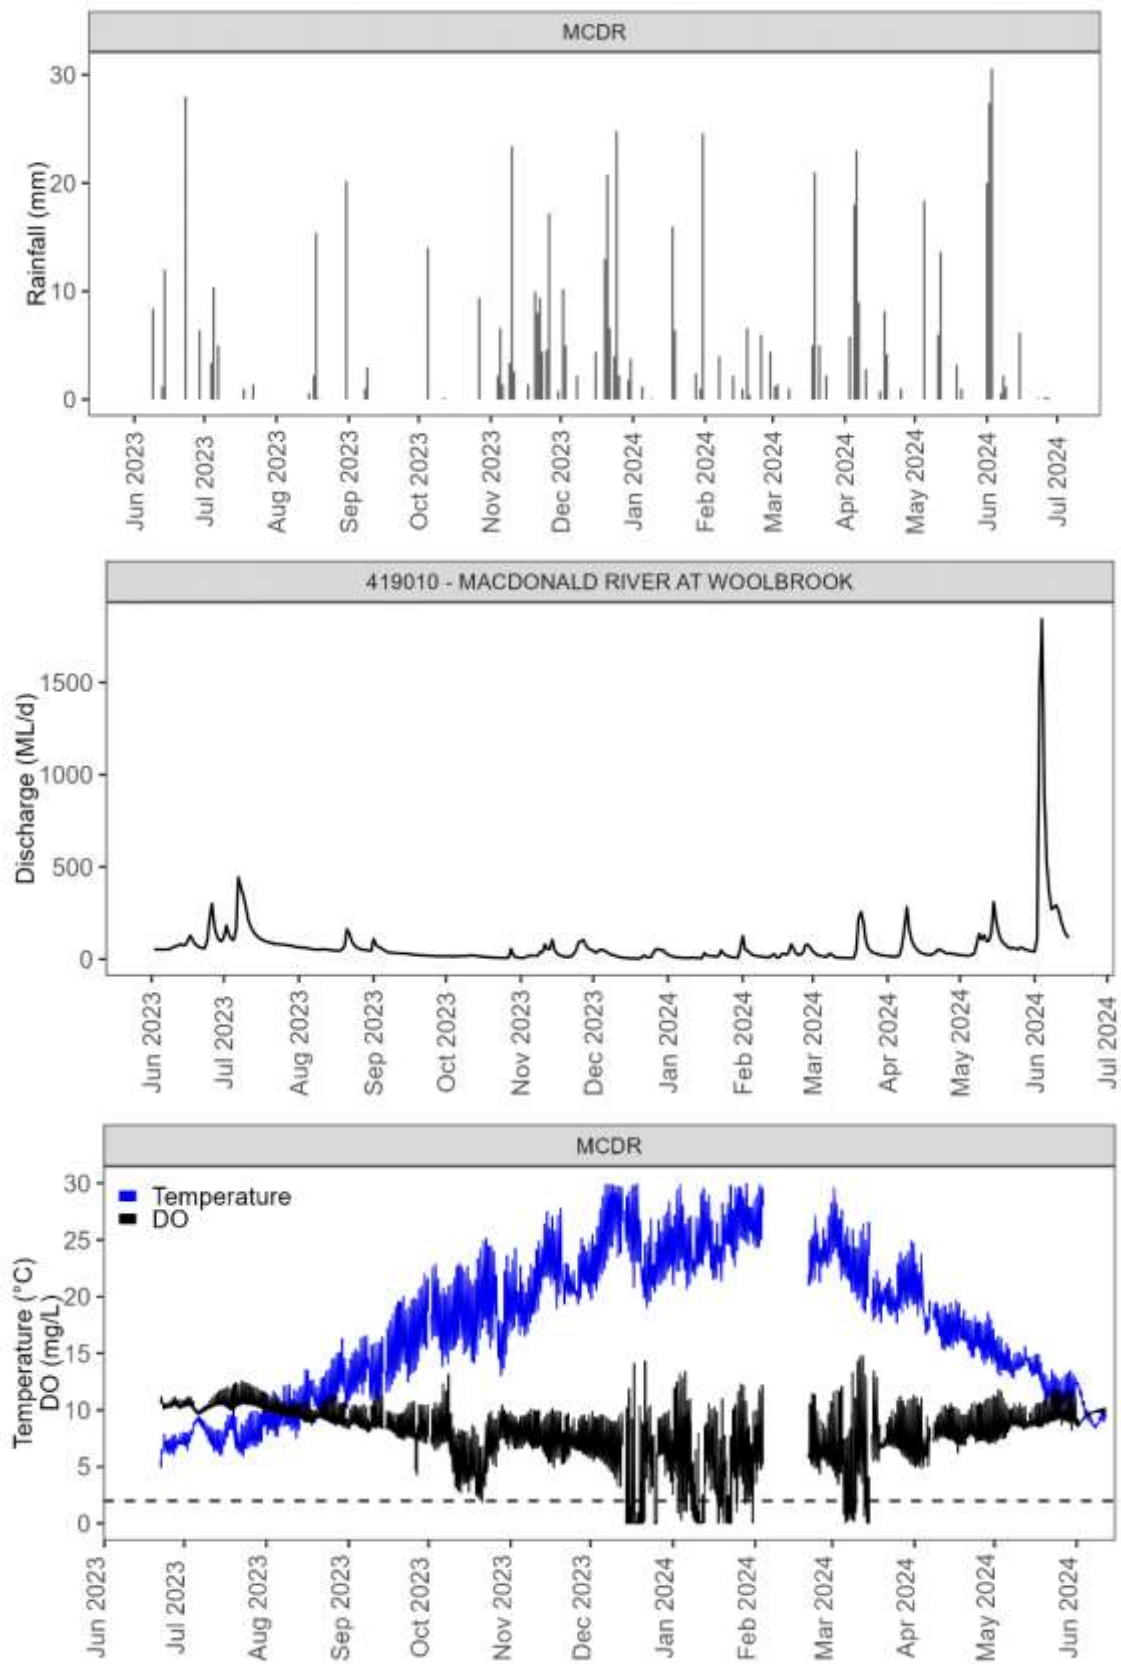 MCDR
Rainfall (mm)
30
20
10
0
Jun 2023
Jul 2023
Aug 2023
Sep 2023
Oct 2023
Nov 2023
Dec 2023
Jan 2024
Feb 2024
Mar 2024
Apr 2024
May 2024
Jun 2024
Jul 2024
419010 - MACDONALD RIVER AT WOOLBROOK
Discharge (ML/d)
1500
1000
500
0
Jun 2023
Jul 2023
Aug 2023
Sep 2023
Oct 2023
Nov 2023
Dec 2023
Jan 2024
Feb 2024
Mar 2024
Apr 2024
May 2024
Jun 2024
Jul 2024
MCDR
Temperature (°C)
DO (mg/L)
Temperature
DO
30
25
20
15
10
5
0
Jun 2023
Jul 2023
Aug 2023
Sep 2023
Oct 2023
Nov 2023
Dec 2023
Jan 2024
Feb 2024
Mar 2024
Apr 2024
May 2024
Jun 2024